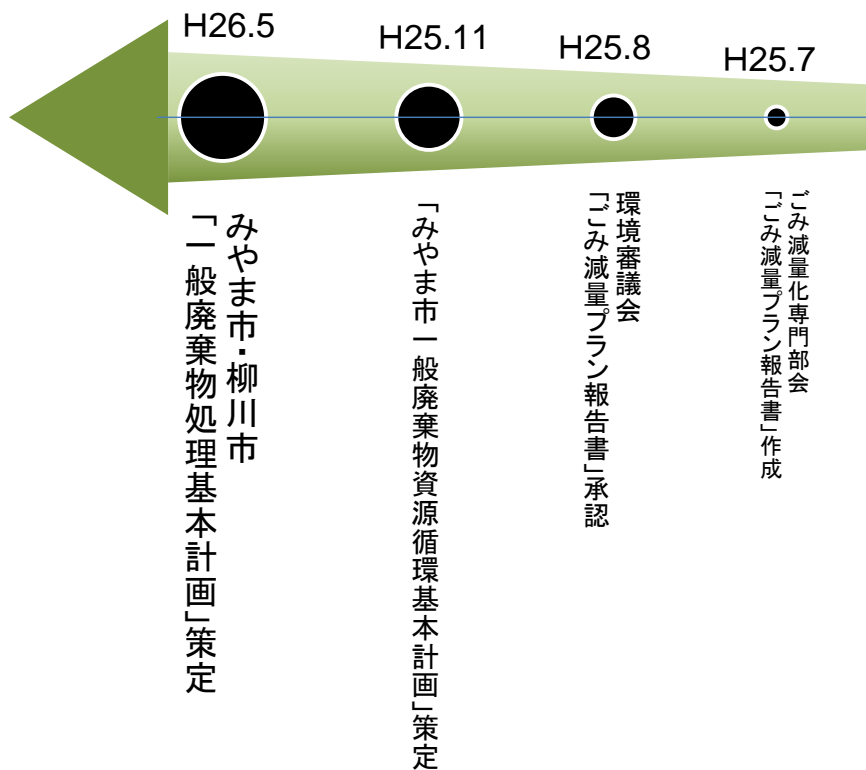 H25.7
ごみ減量化専門部会
「ごみ減量プラン報告書」作成
H25.8
環境審議会
「ごみ減量プラン報告書」承認
H25.11
「みやま市一般廃棄物資源循環基本計画」策定
H26.5
みやま市・柳川市
「一般廃棄物処理基本計画」策定